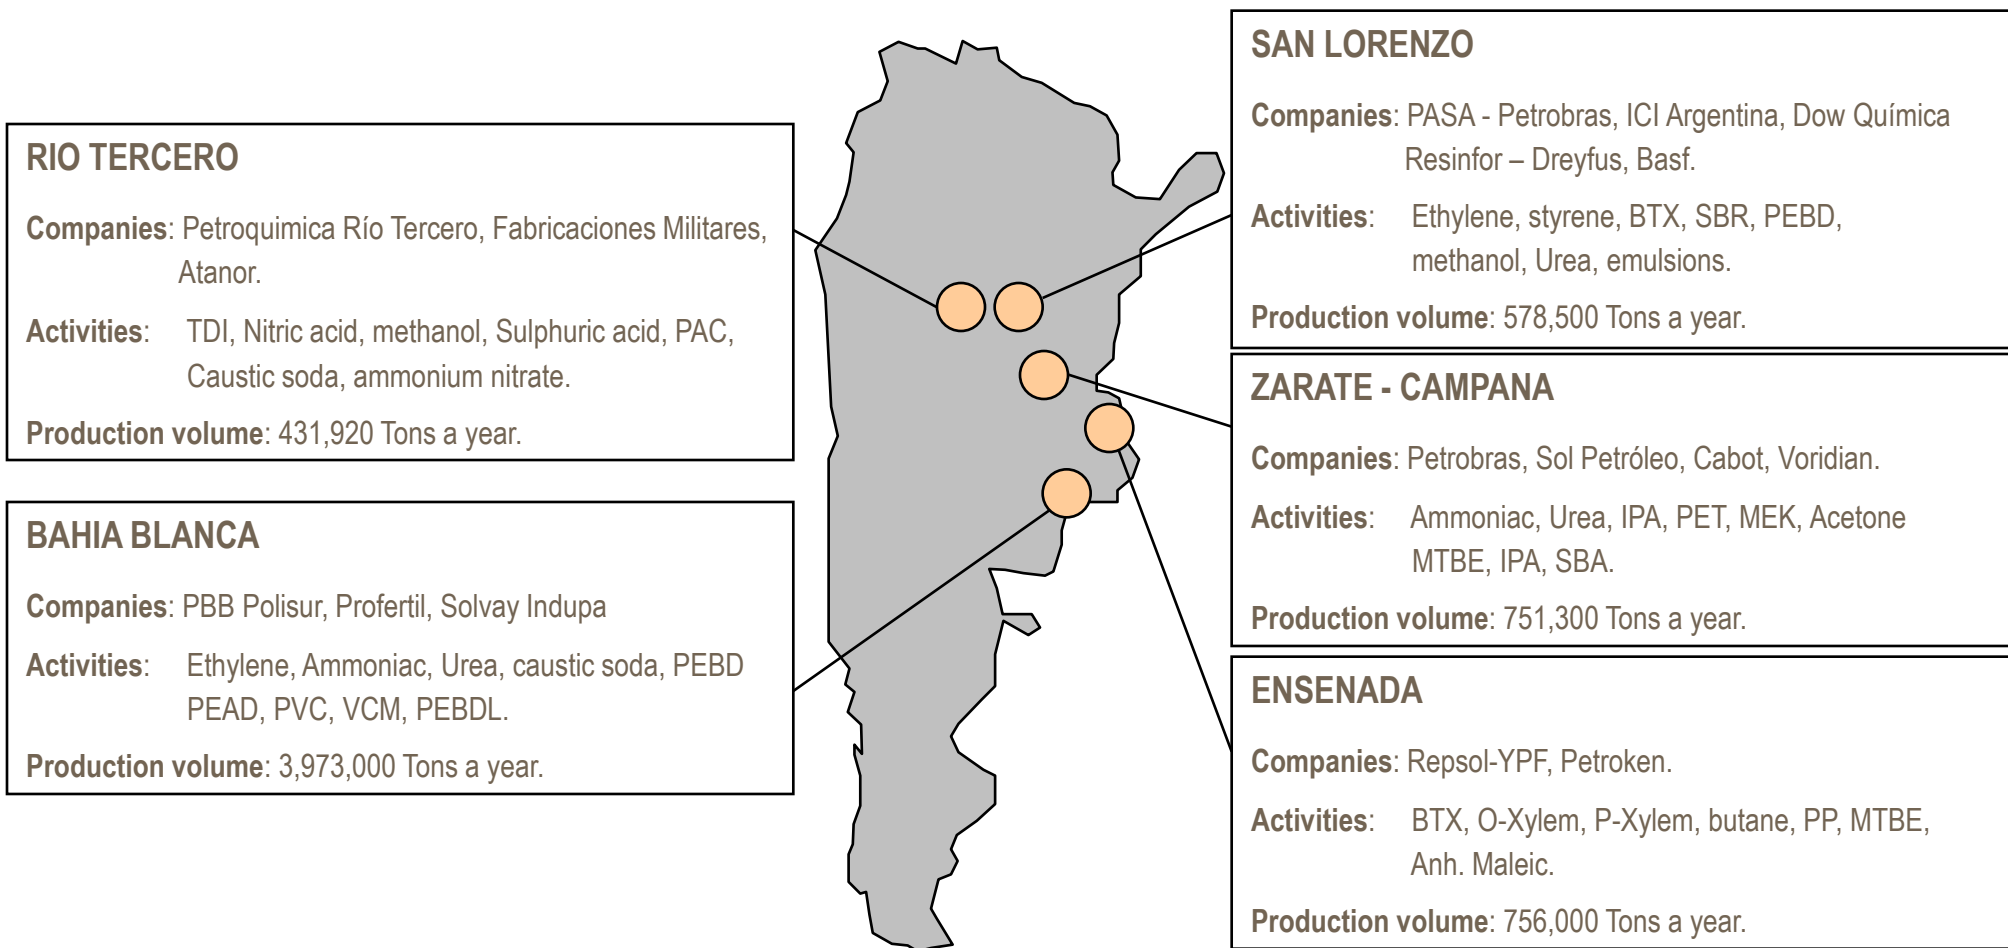 RIO TERCERO
Companies: Petroquimica Río Tercero, Fabricaciones Militares,
Atanor.
Activities: TDI, Nitric acid, methanol, Sulphuric acid, PAC,
Caustic soda, ammonium nitrate.
Production volume: 431,920 Tons a year.
BAHIA BLANCA
Companies: PBB Polisur, Profertil, Solvay Indupa
Activities: Ethylene, Ammoniac, Urea, caustic soda, PEBD
PEAD, PVC, VCM, PEBDL.
Production volume: 3,973,000 Tons a year.
SAN LORENZO
Companies: PASA - Petrobras, ICI Argentina, Dow Química
Resinfor – Dreyfus, Basf.
Activities: Ethylene, styrene, BTX, SBR, PEBD,
methanol, Urea, emulsions.
Production volume: 578,500 Tons a year.
ZARATE - CAMPANA
Companies: Petrobras, Sol Petróleo, Cabot, Voridian.
Activities: Ammoniac, Urea, IPA, PET, MEK, Acetone
MTBE, IPA, SBA.
Production volume: 751,300 Tons a year.
ENSENADA
Companies: Repsol-YPF, Petroken.
Activities: BTX, O-Xylem, P-Xylem, butane, PP, MTBE,
Anh. Maleic.
Production volume: 756,000 Tons a year.